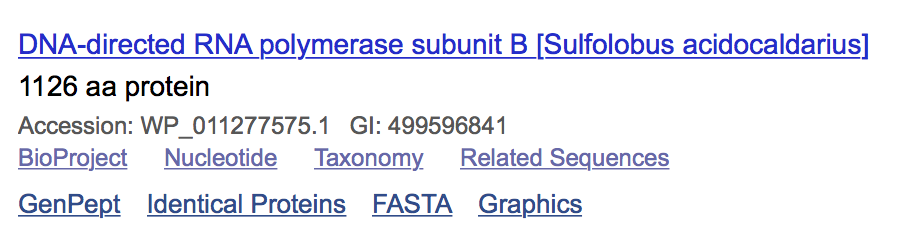 DNA-directed RNA polymerase subunit B [Sulfolobus acidocaldarius]
1126 aa protein
Accession: WP_011277575.1 GI: 499596841
BioProject Nucleotide Taxonomy Related Sequences
GenPept Identical Proteins FASTA Graphics